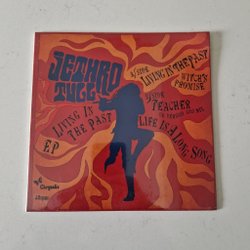 JETHRO
TULL
A/SIDE
LIVING IN THE PAST
WITCH'S
PROMISE
B/SIDE
TEACHER
LIFE IS A LONG SONG
LIVING IN
THE PAST
EP
Chrysalis